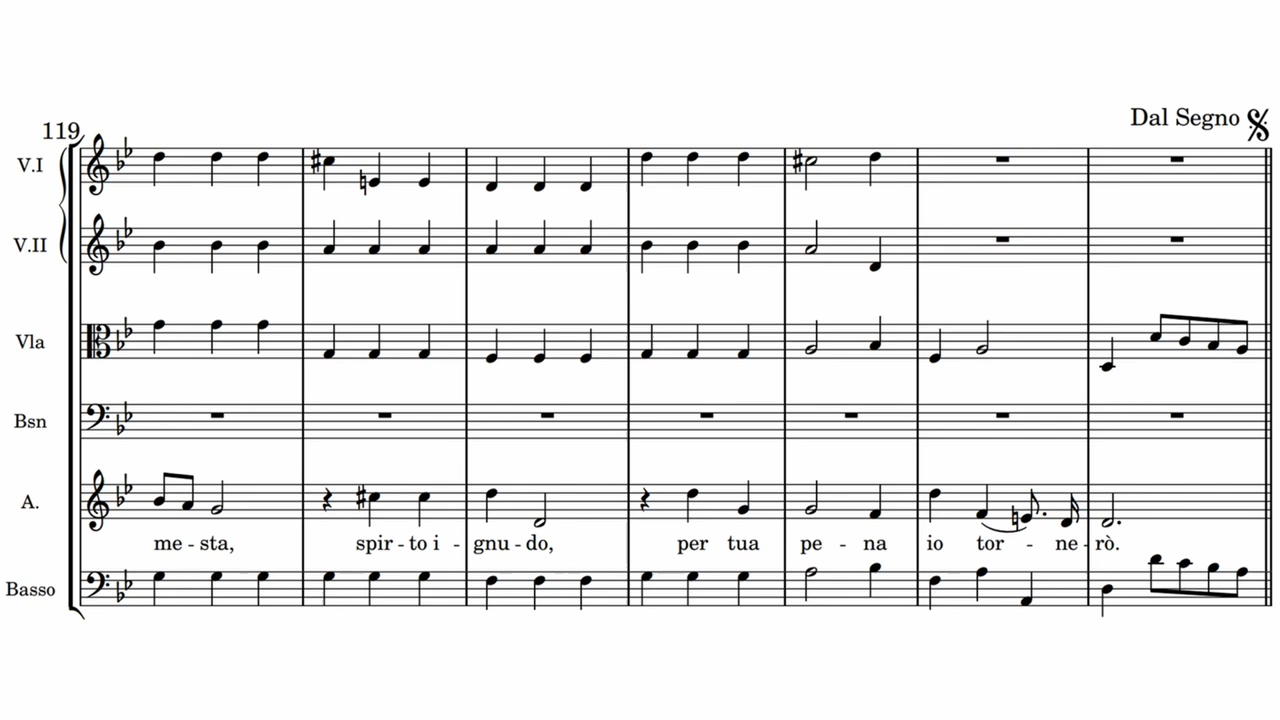 Dal Segno
119
V.I
V.II
Vla
Bsn
A.
me - sta, spir - to i - gnu - do, per tua pe - na io tor - ne - rò.
Basso